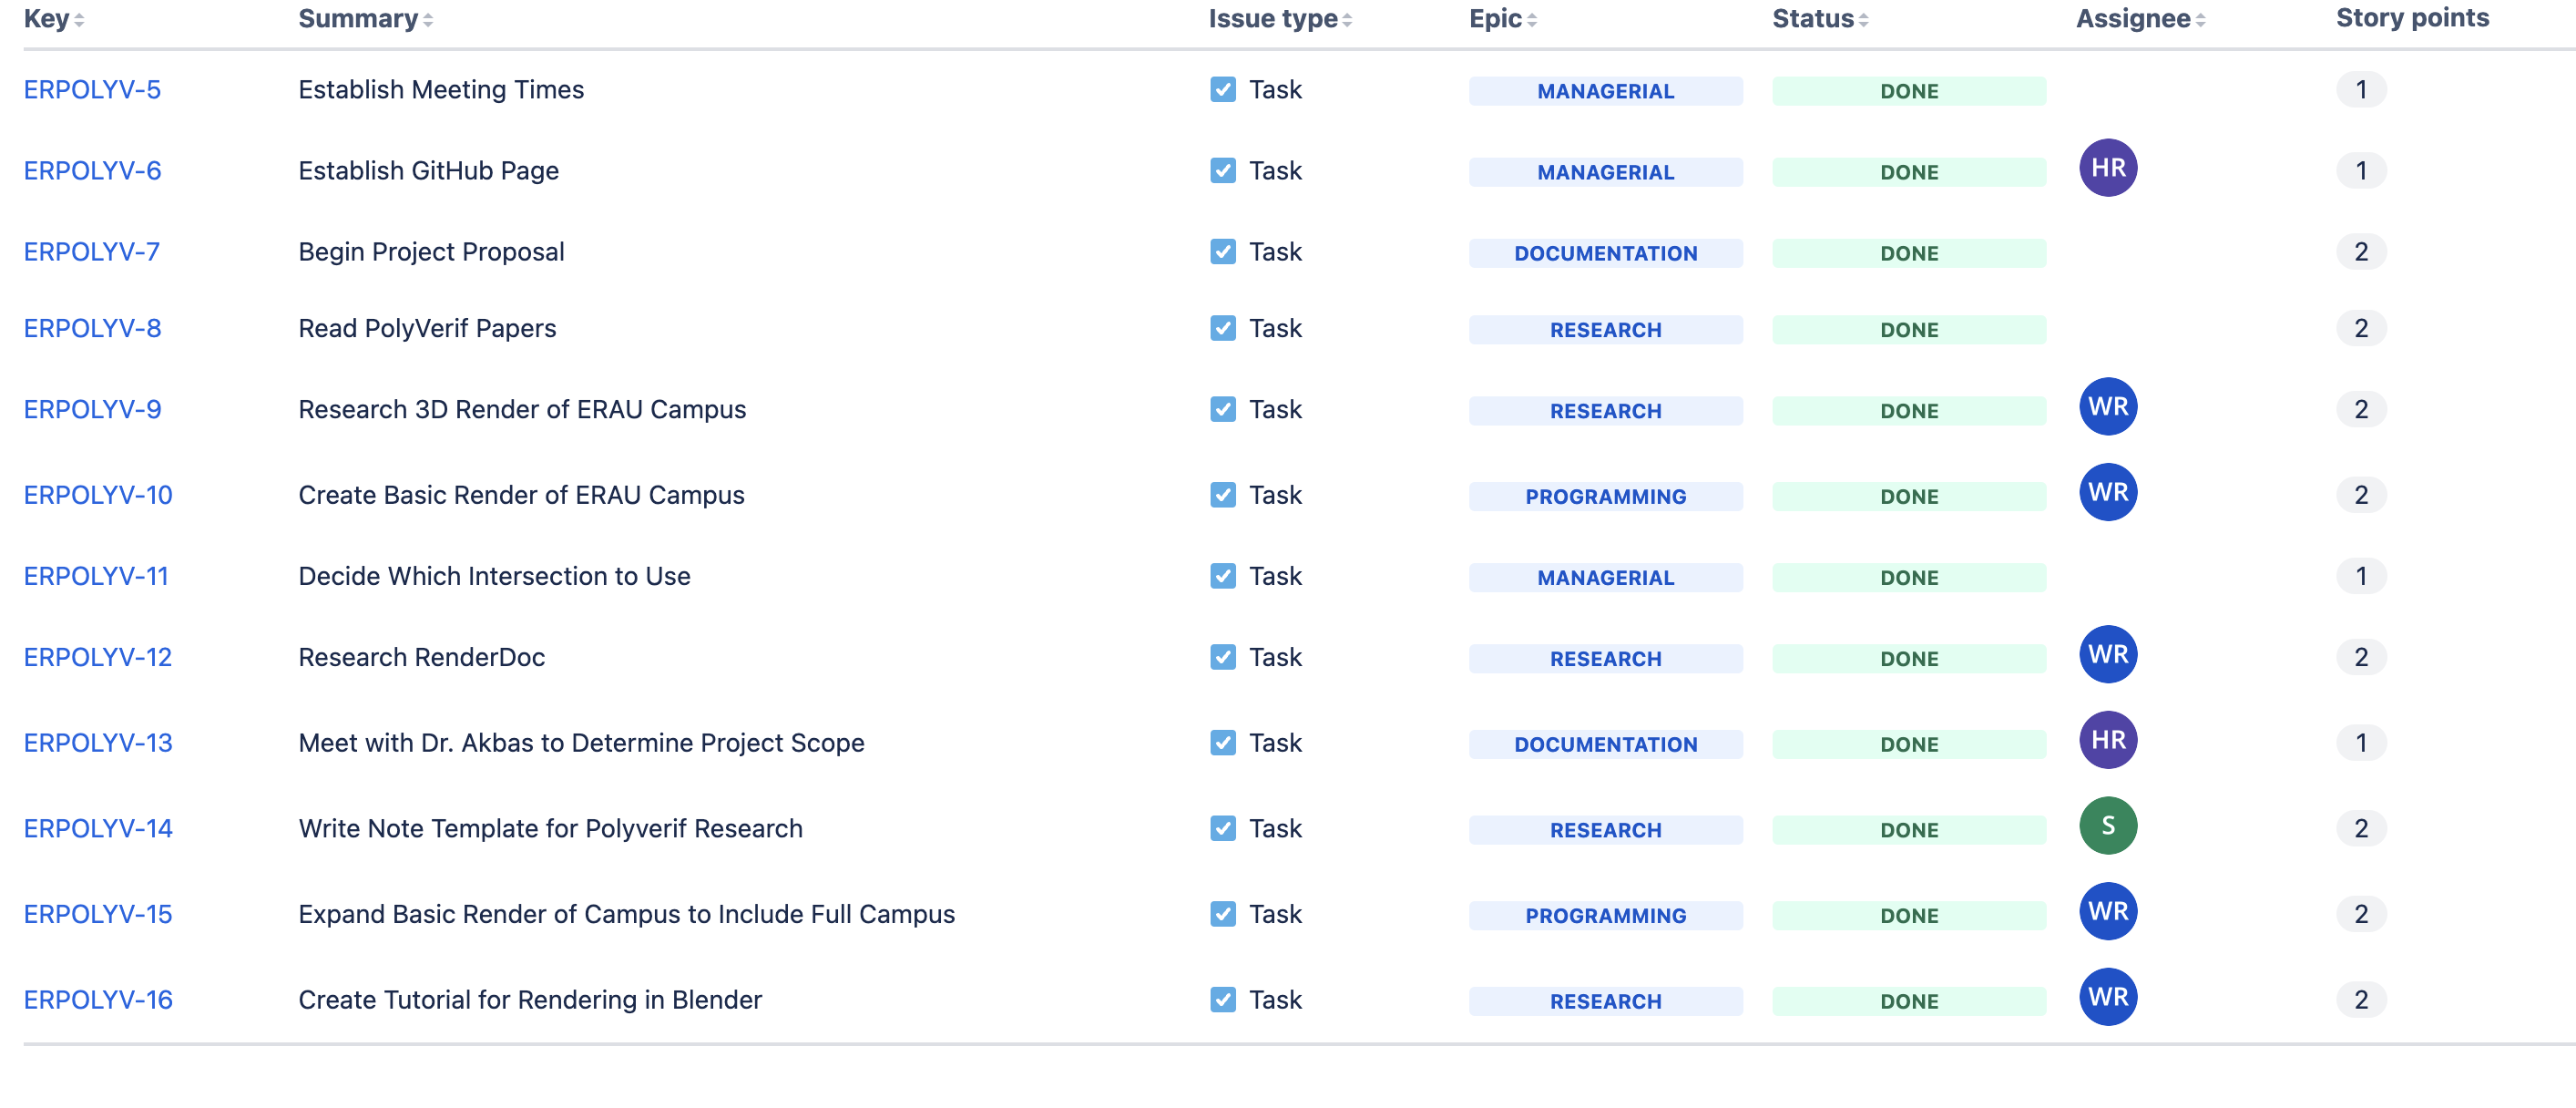 Key Summary Issue type Epic Status Assignee Story points
ERPOLYV-5 Establish Meeting Times Task MANAGERIAL DONE 1
ERPOLYV-6 Establish GitHub Page Task MANAGERIAL DONE HR 1
ERPOLYV-7 Begin Project Proposal Task DOCUMENTATION DONE 2
ERPOLYV-8 Read PolyVerif Papers Task RESEARCH DONE 2
ERPOLYV-9 Research 3D Render of ERAU Campus Task RESEARCH DONE WR 2
ERPOLYV-10 Create Basic Render of ERAU Campus Task PROGRAMMING DONE WR 2
ERPOLYV-11 Decide Which Intersection to Use Task MANAGERIAL DONE 1
ERPOLYV-12 Research RenderDoc Task RESEARCH DONE WR 2
ERPOLYV-13 Meet with Dr. Akbas to Determine Project Scope Task DOCUMENTATION DONE HR 1
ERPOLYV-14 Write Note Template for Polyverif Research Task RESEARCH DONE S 2
ERPOLYV-15 Expand Basic Render of Campus to Include Full Campus Task PROGRAMMING DONE WR 2
ERPOLYV-16 Create Tutorial for Rendering in Blender Task RESEARCH DONE WR 2